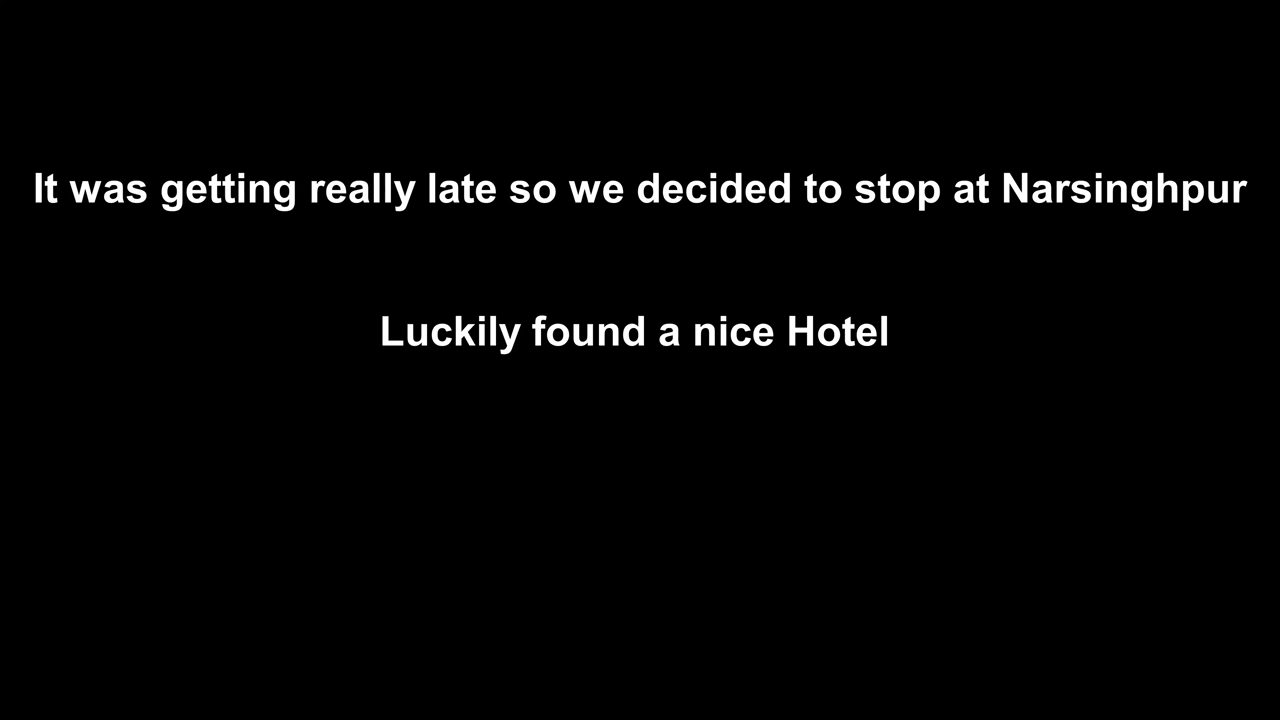 It was getting really late so we decided to stop at Narsinghpur
Luckily found a nice Hotel